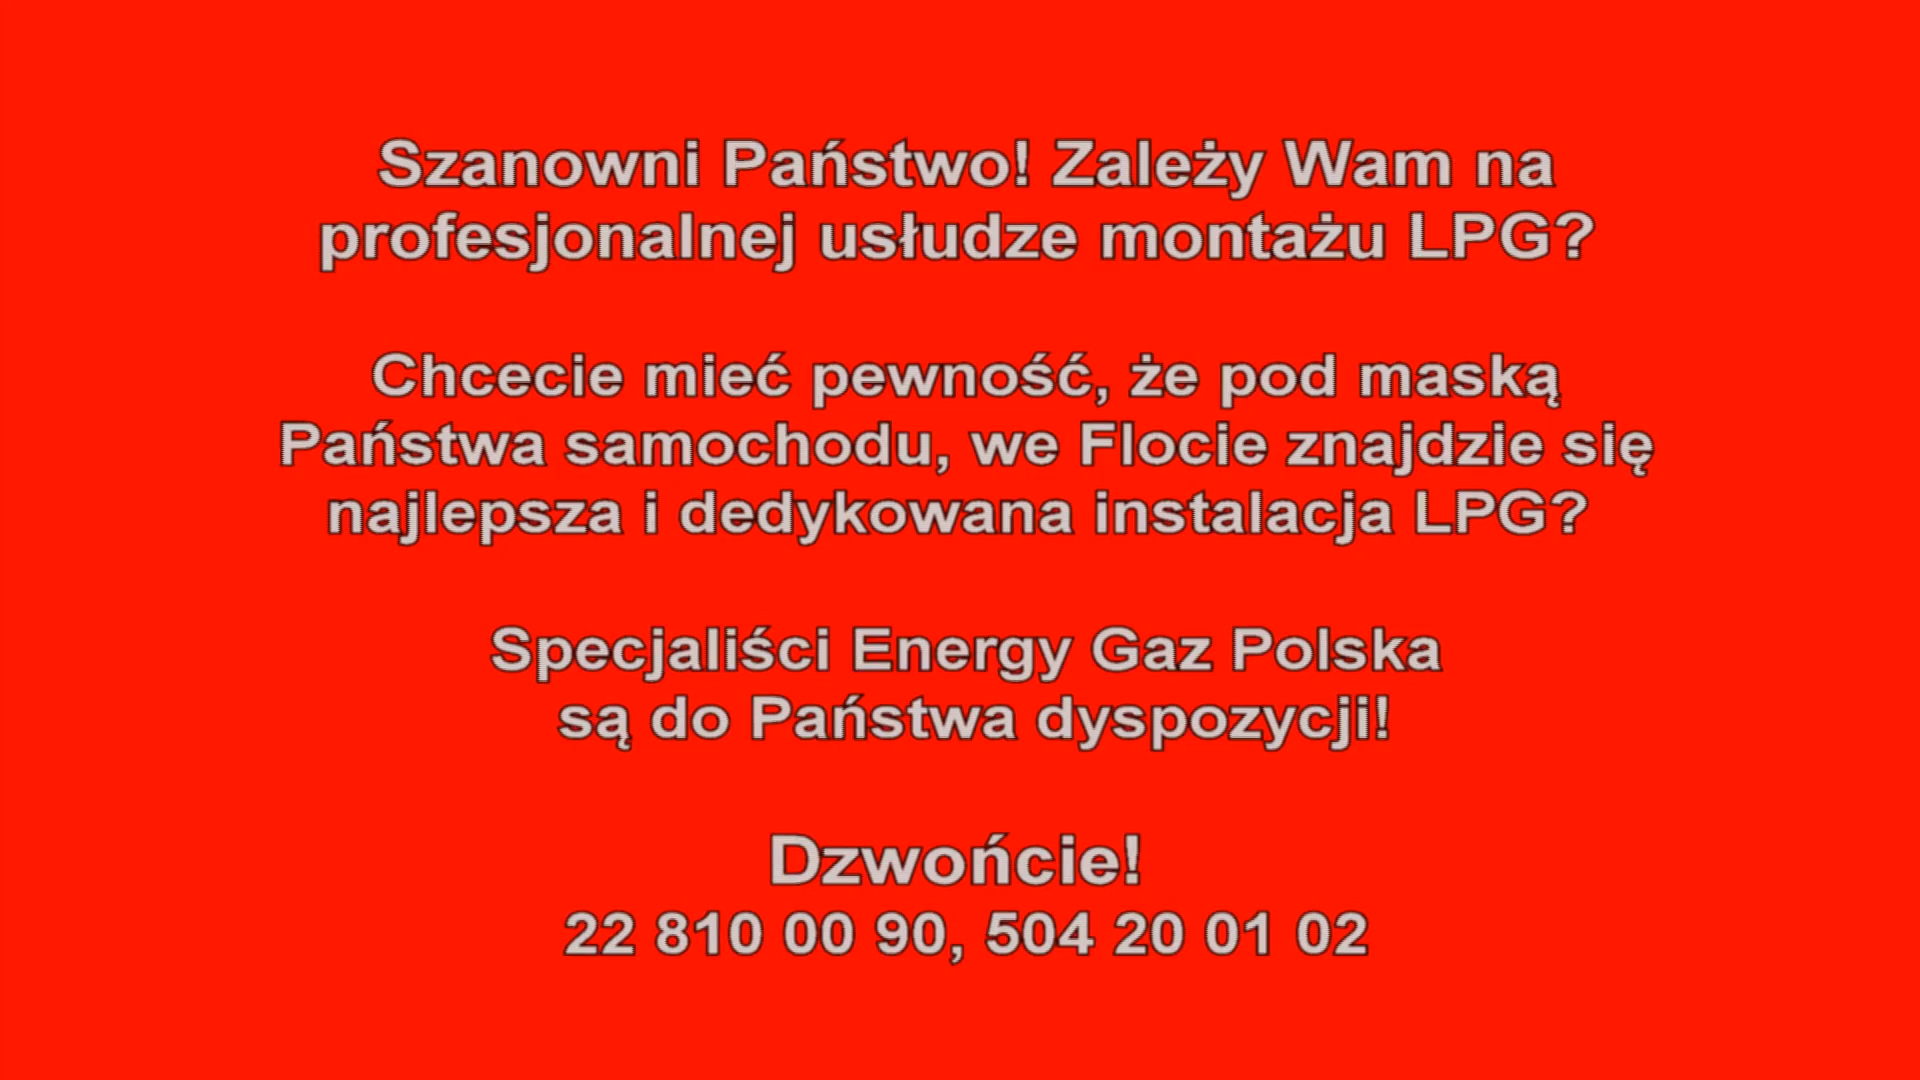 Szanowni Państwo! Zależy Wam na
profesjonalnej usłudze montażu LPG?
Chcecie mieć pewność, że pod maską
Państwa samochodu, we Flocie znajdzie się
najlepsza i dedykowana instalacja LPG?
Specjaliści Energy Gaz Polska
są do Państwa dyspozycji!
Dzwońcie!
22 810 00 90, 504 20 01 02